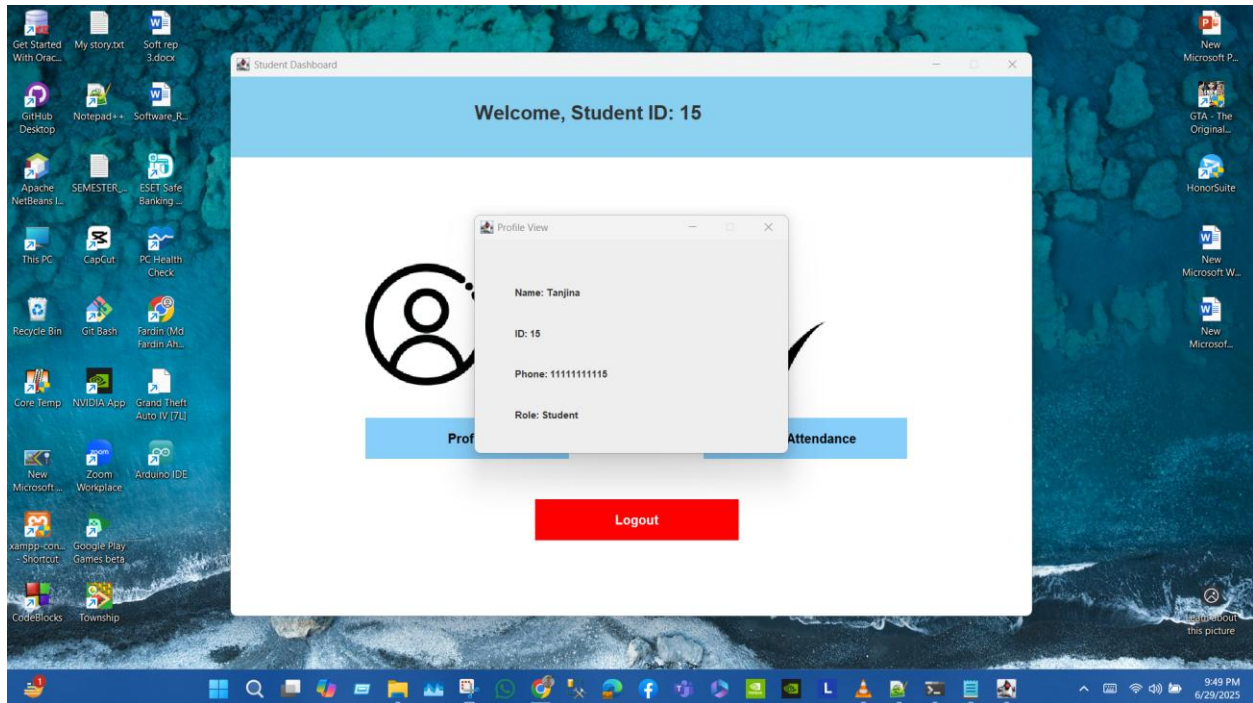 Get Started
With Orac...
My story.txt
Soft rep
3.docx
GitHub
Desktop
Notepad++
Software_R...
Apache
NetBeans I...
SEMESTER_...
ESET Safe
Banking ...
This PC
CapCut
PC Health
Check
Recycle Bin
Git Bash
Fardin (Md
Fardin Ah...
Core Temp
NVIDIA App
Grand Theft
Auto IV [7L]
New
Microsoft ...
Zoom
Workplace
Arduino IDE
xampp-con...
- Shortcut
Google Play
Games beta
CodeBlocks
Township
Student Dashboard
Welcome, Student ID: 15
Profile View
Name: Tanjina
ID: 15
Phone: 11111111115
Role: Student
Prof
Attendance
Logout
New
Microsoft P...
GTA - The
Original...
HonorSuite
New
Microsoft W...
New
Microsof...
Learn about
this picture
zoom
1
L
9:49 PM
6/29/2025